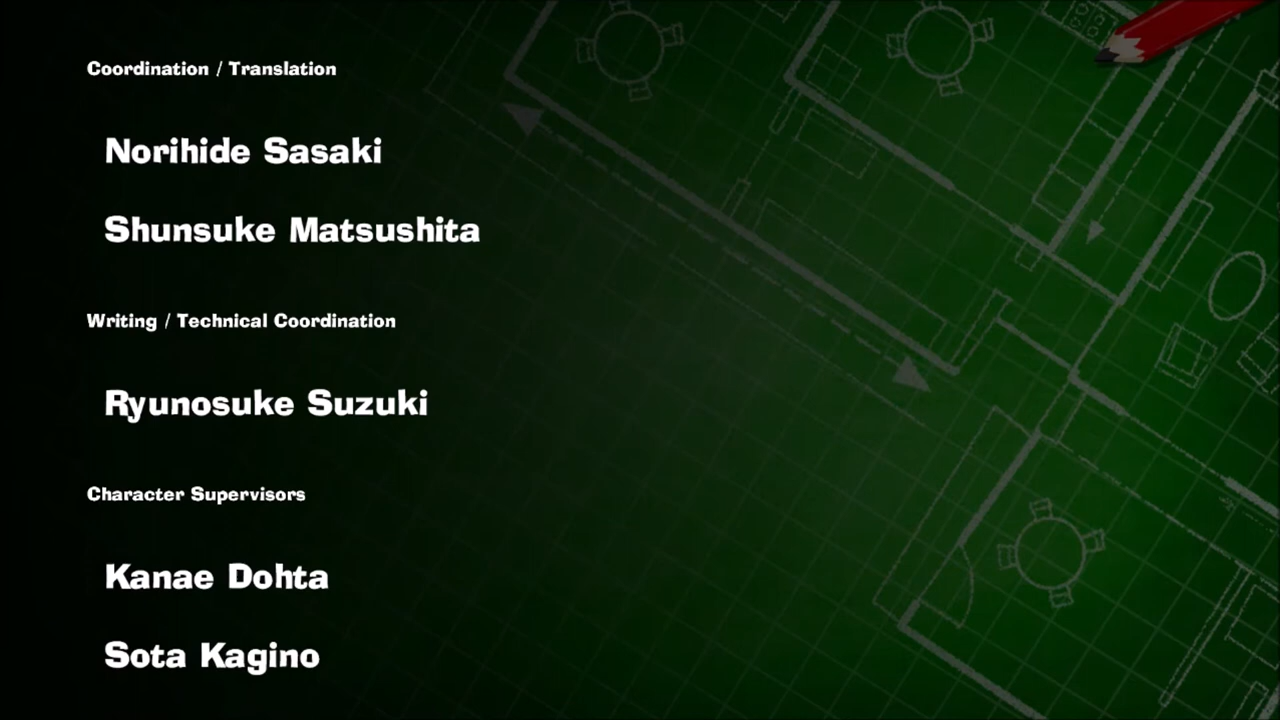 Coordination / Translation
Norihide Sasaki
Shunsuke Matsushita
Writing / Technical Coordination
Ryunosuke Suzuki
Character Supervisors
Kanae Dohta
Sota Kagino